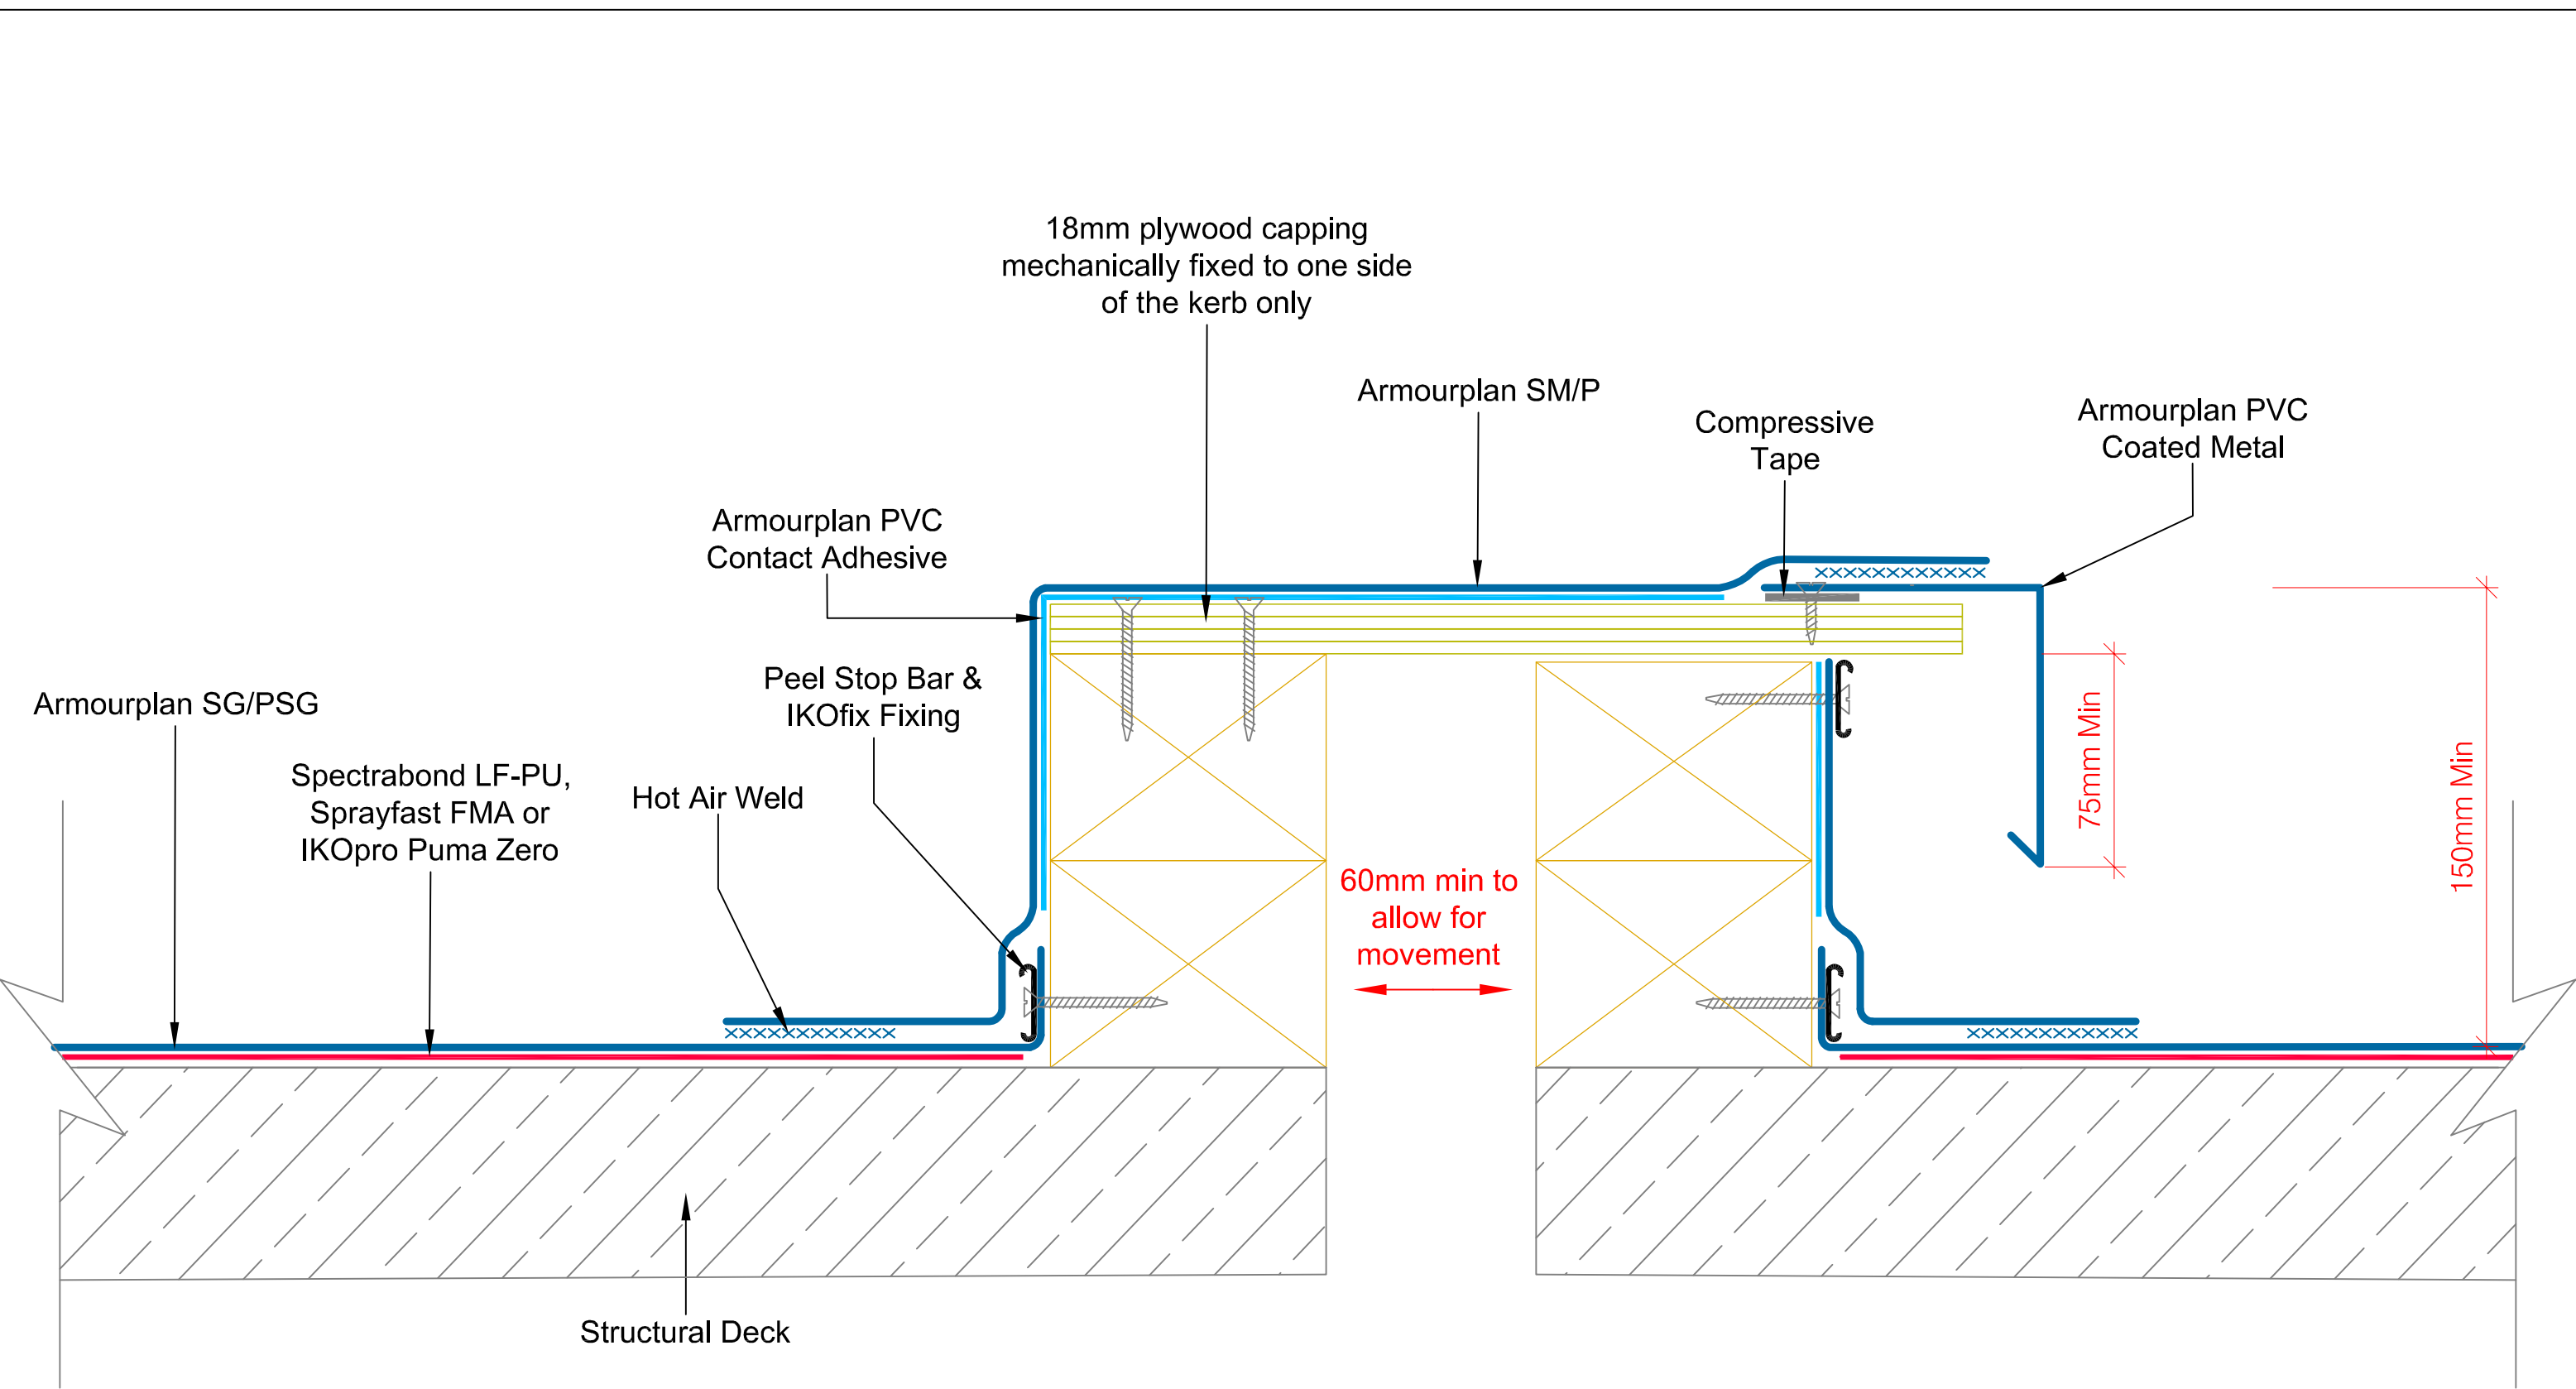 18mm plywood capping
mechanically fixed to one side
of the kerb only
Armourplan SM/P
Compressive
Tape
Armourplan PVC
Coated Metal
Armourplan PVC
Contact Adhesive
Peel Stop Bar &
IKOfix Fixing
Armourplan SG/PSG
Spectrabond LF-PU,
Sprayfast FMA or
IKOpro Puma Zero
Hot Air Weld
60mm min to
allow for
movement
75mm Min
150mm Min
Structural Deck